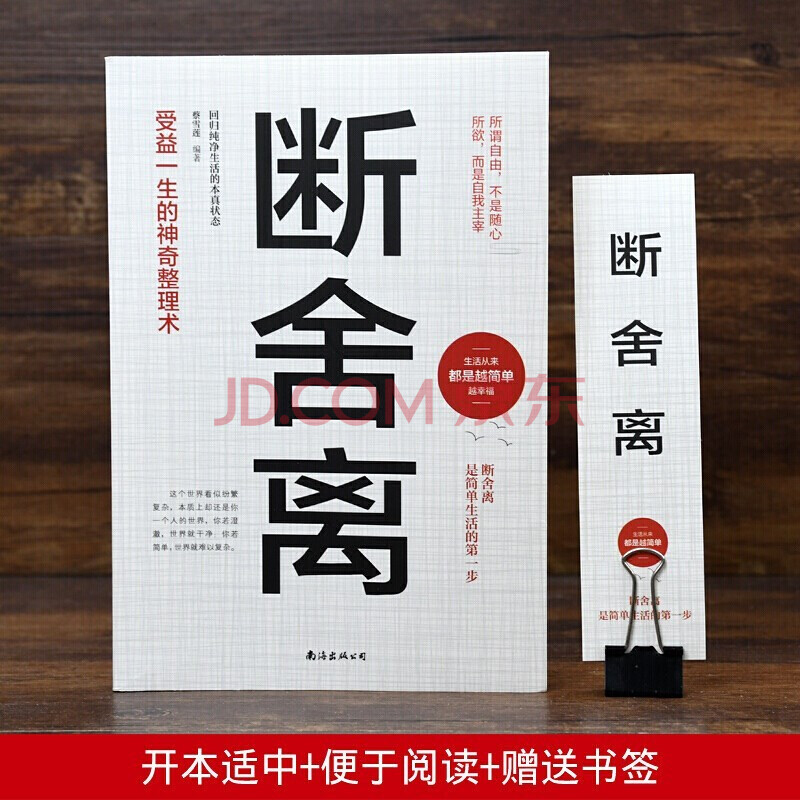 断舍离
所谓自由，不是随心
所欲，而是自我主宰
回归纯净生活的本真状态
蔡雪莲 编著
受益一生的神奇整理术
生活从来
都是越简单
越幸福
断舍离
是简单生活的第一步
这个世界看似纷繁
复杂，本质上却还是你
一个人的世界，你若澄
澈，世界就干净；你若
简单，世界就难以复杂。
南海出版公司
JD.COM 京东
断舍离
生活从来
都是越简单
断舍离
是简单生活的第一步
开本适中+便于阅读+赠送书签